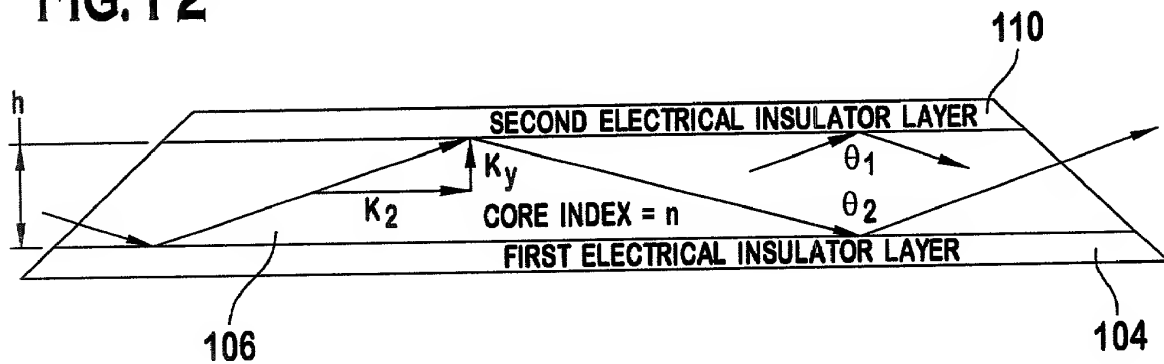 FIG. 12
110
h
SECOND ELECTRICAL INSULATOR LAYER
Ky
θ1
K2
θ2
CORE INDEX = n
FIRST ELECTRICAL INSULATOR LAYER
106
104